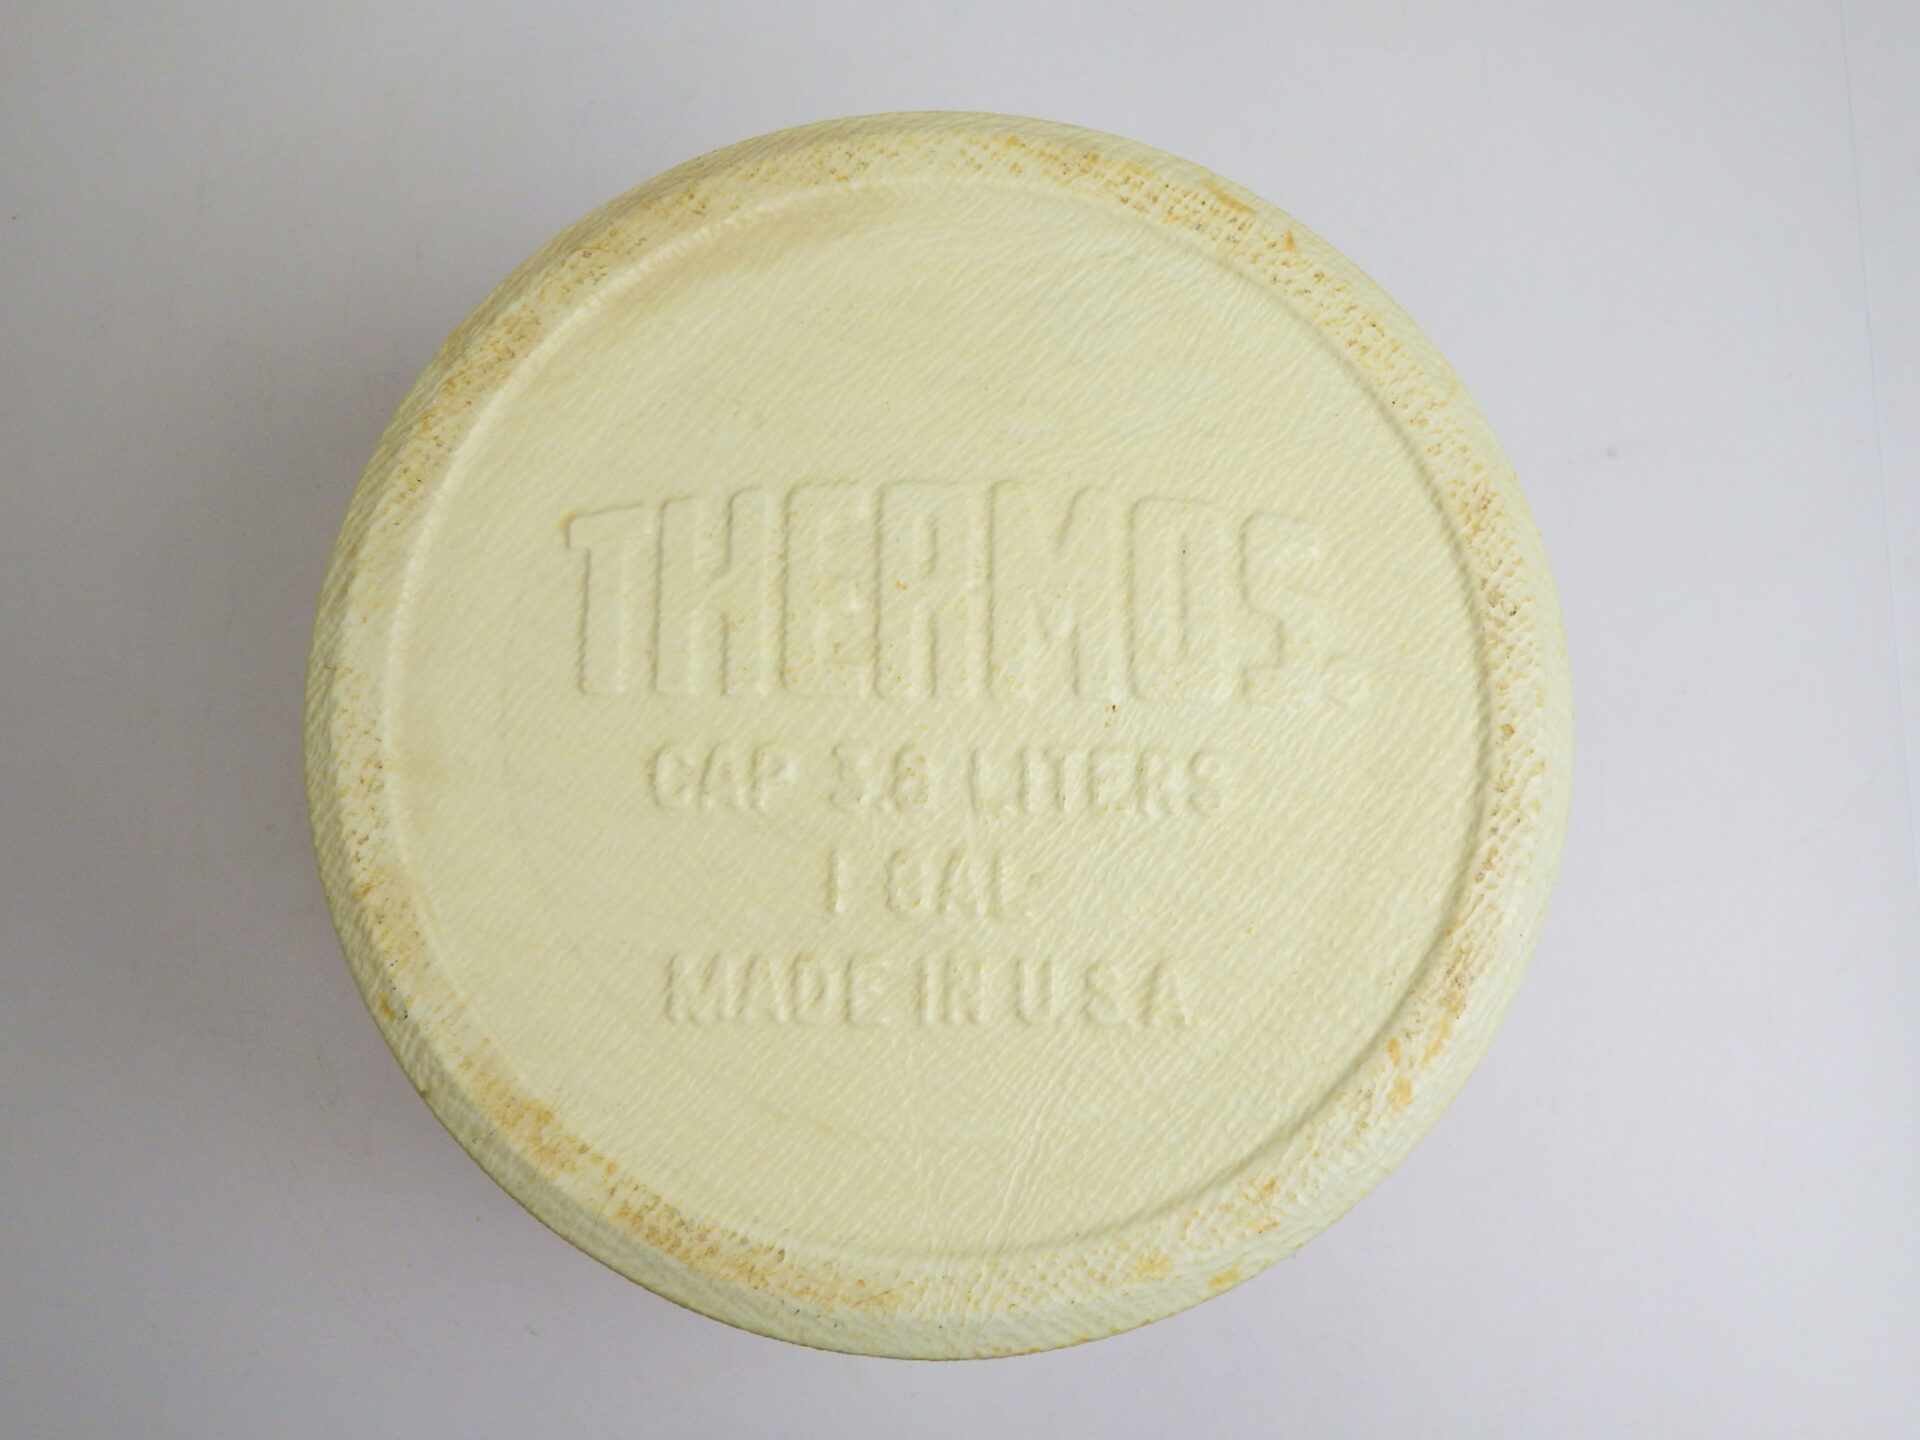 THERMOS®
CAP 3.8 LITERS
1 GAL.
MADE IN U.S.A.